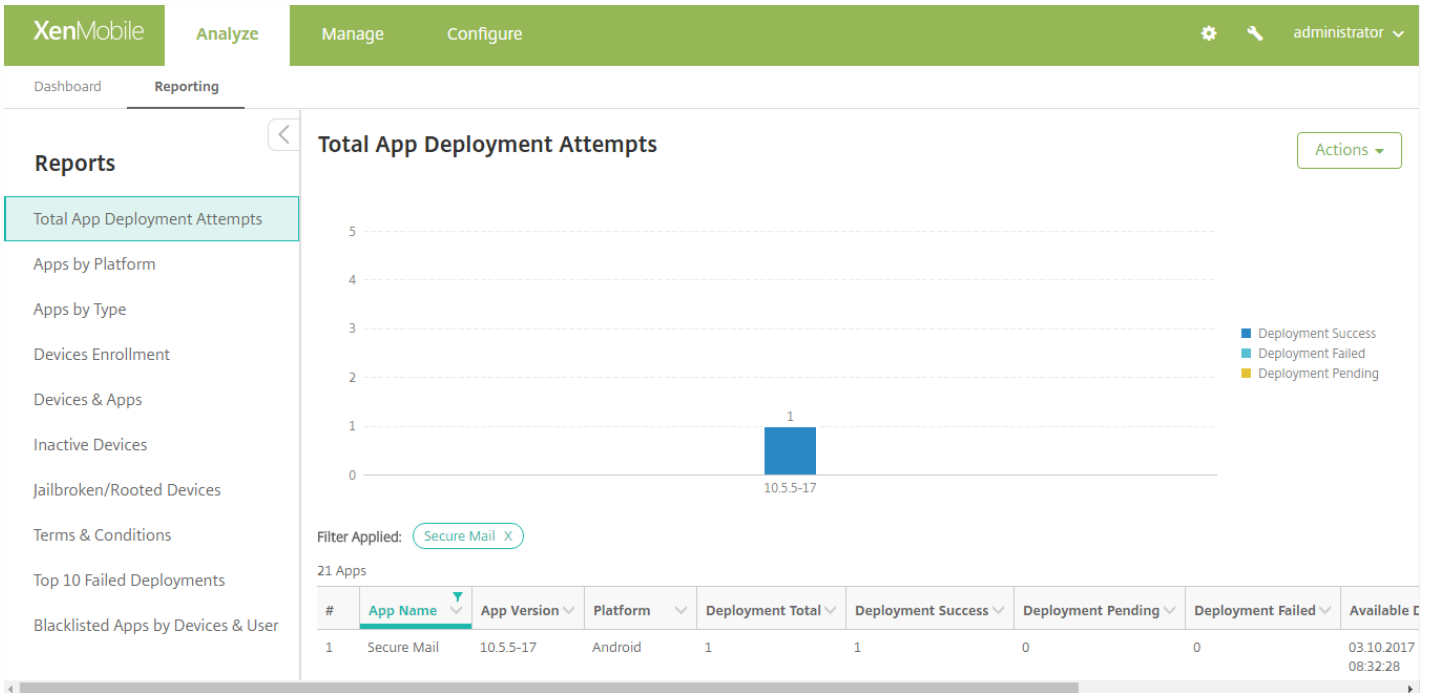 XenMobile Analyze Manage Configure administrator
Dashboard Reporting
Reports
Total App Deployment Attempts
Apps by Platform
Apps by Type
Devices Enrollment
Devices & Apps
Inactive Devices
Jailbroken/Rooted Devices
Terms & Conditions
Top 10 Failed Deployments
Blacklisted Apps by Devices & User
Total App Deployment Attempts
Actions
5
4
3
2
1
0
1
10.5.5-17
Deployment Success
Deployment Failed
Deployment Pending
Filter Applied: Secure Mail X
21 Apps
# App Name App Version Platform Deployment Total Deployment Success Deployment Pending Deployment Failed Available D
1 Secure Mail 10.5.5-17 Android 1 1 0 0 03.10.2017
08:32:28